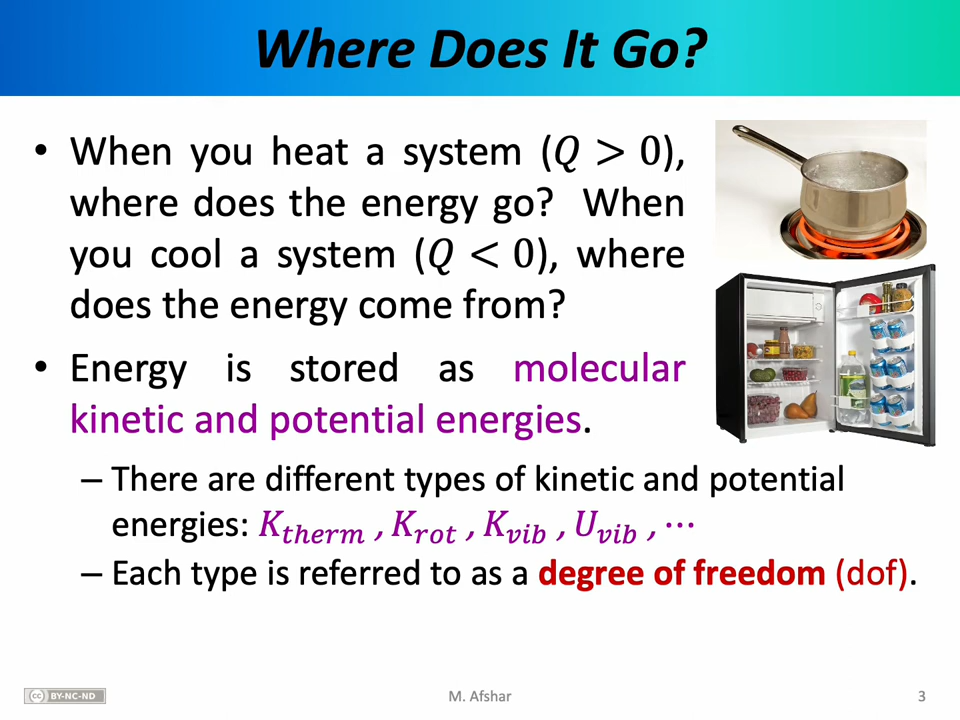 Where Does It Go?
• When you heat a system (Q > 0),
where does the energy go? When
you cool a system (Q < 0), where
does the energy come from?
• Energy is stored as molecular
kinetic and potential energies.
– There are different types of kinetic and potential
energies: K_therm , K_rot , K_vib , U_vib , ⋯
– Each type is referred to as a degree of freedom (dof).
cc BY-NC-ND
M. Afshar
3